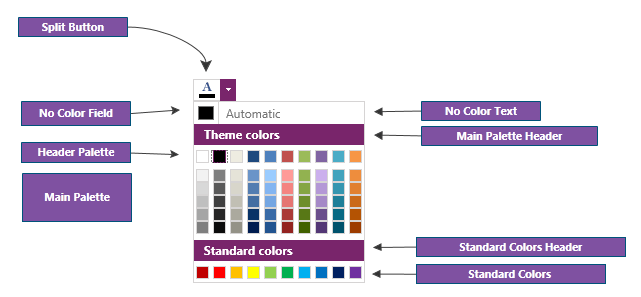 Split Button
A
No Color Field
Automatic
No Color Text
Theme colors
Main Palette Header
Header Palette
Main Palette
Standard Colors Header
Standard colors
Standard Colors